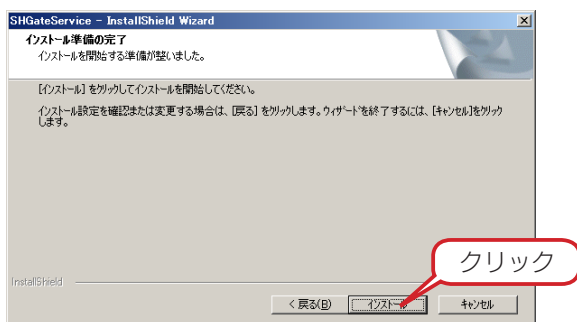 SHGateService - InstallShield Wizard
インストール準備の完了
インストールを開始する準備が整いました。
[インストール] をクリックしてインストールを開始してください。
インストール設定を確認または変更する場合は、[戻る] をクリックします。ウィザードを終了するには、[キャンセル]をクリック
します。
クリック
InstallShield
< 戻る(B)
インストール
キャンセル